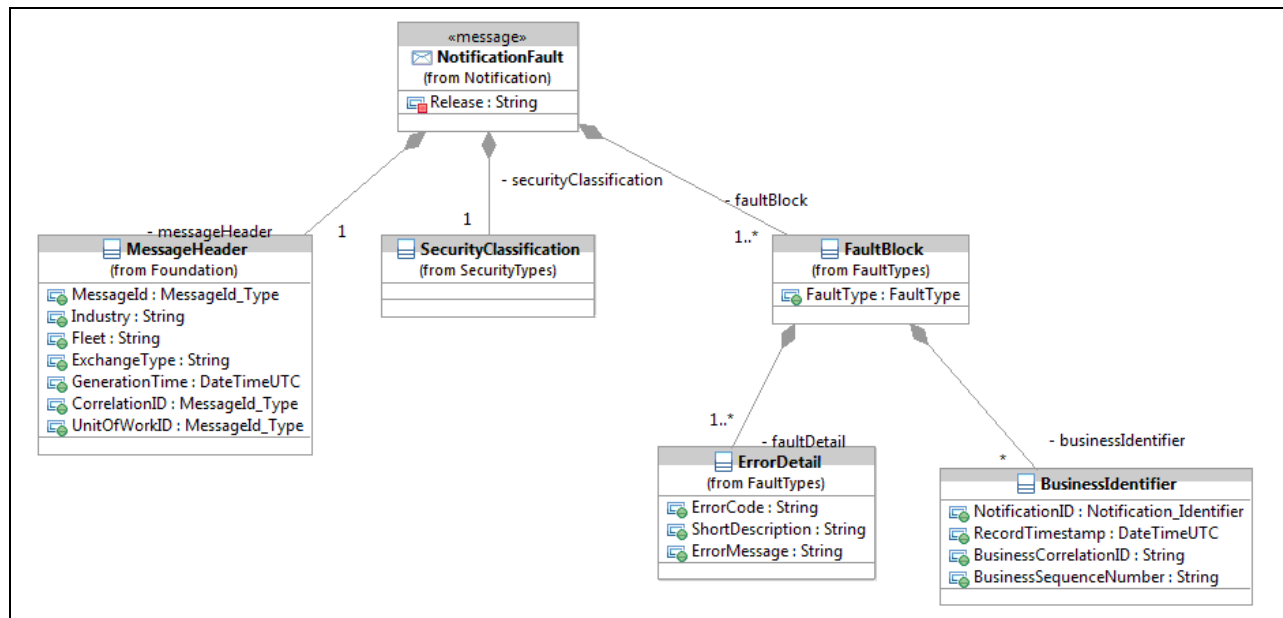 «message»
NotificationFault
(from Notification)
Release : String
- securityClassification
- faultBlock
- messageHeader
1
1
1..*
MessageHeader
(from Foundation)
MessageId : MessageId_Type
Industry : String
Fleet : String
ExchangeType : String
GenerationTime : DateTimeUTC
CorrelationID : MessageId_Type
UnitOfWorkID : MessageId_Type
SecurityClassification
(from SecurityTypes)
FaultBlock
(from FaultTypes)
FaultType : FaultType
1..*
- faultDetail
- businessIdentifier
*
ErrorDetail
(from FaultTypes)
ErrorCode : String
ShortDescription : String
ErrorMessage : String
BusinessIdentifier
NotificationID : Notification_Identifier
RecordTimestamp : DateTimeUTC
BusinessCorrelationID : String
BusinessSequenceNumber : String